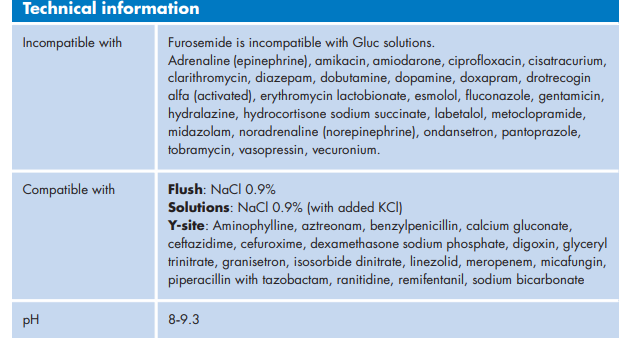 Technical information
Incompatible with
Furosemide is incompatible with Gluc solutions.
Adrenaline (epinephrine), amikacin, amiodarone, ciprofloxacin, cisatracurium,
clarithromycin, diazepam, dobutamine, dopamine, doxapram, drotrecogin
alfa (activated), erythromycin lactobionate, esmolol, fluconazole, gentamicin,
hydralazine, hydrocortisone sodium succinate, labetalol, metoclopramide,
midazolam, noradrenaline (norepinephrine), ondansetron, pantoprazole,
tobramycin, vasopressin, vecuronium.
Compatible with
Flush: NaCl 0.9%
Solutions: NaCl 0.9% (with added KCl)
Y-site: Aminophylline, aztreonam, benzylpenicillin, calcium gluconate,
ceftazidime, cefuroxime, dexamethasone sodium phosphate, digoxin, glyceryl
trinitrate, granisetron, isosorbide dinitrate, linezolid, meropenem, micafungin,
piperacillin with tazobactam, ranitidine, remifentanil, sodium bicarbonate
pH
8-9.3